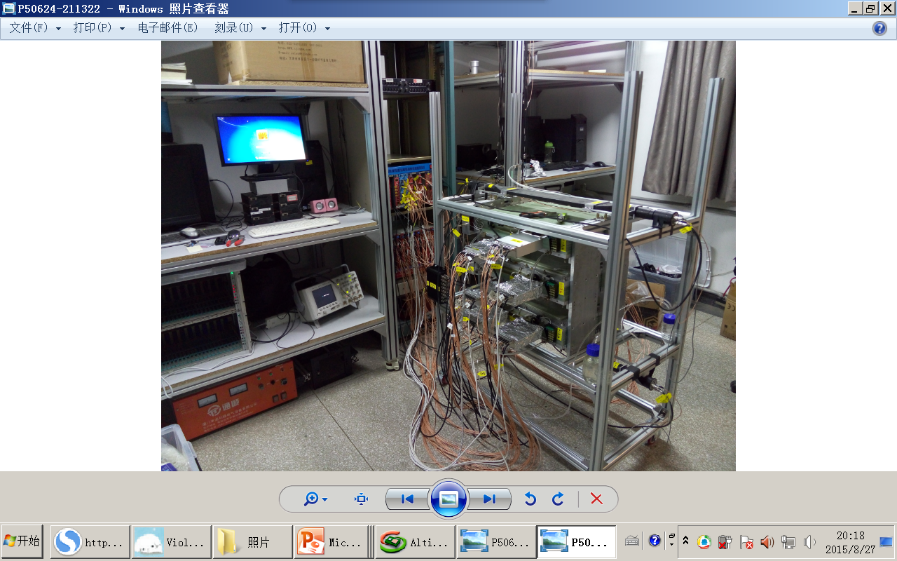 P50624-211322 - Windows 照片查看器
文件(F) 打印(P) 电子邮件(E) 刻录(U) 打开(O)
开始 http... Viol... 照片 Mic... Alti... P506... P50... 20:18
2015/8/27